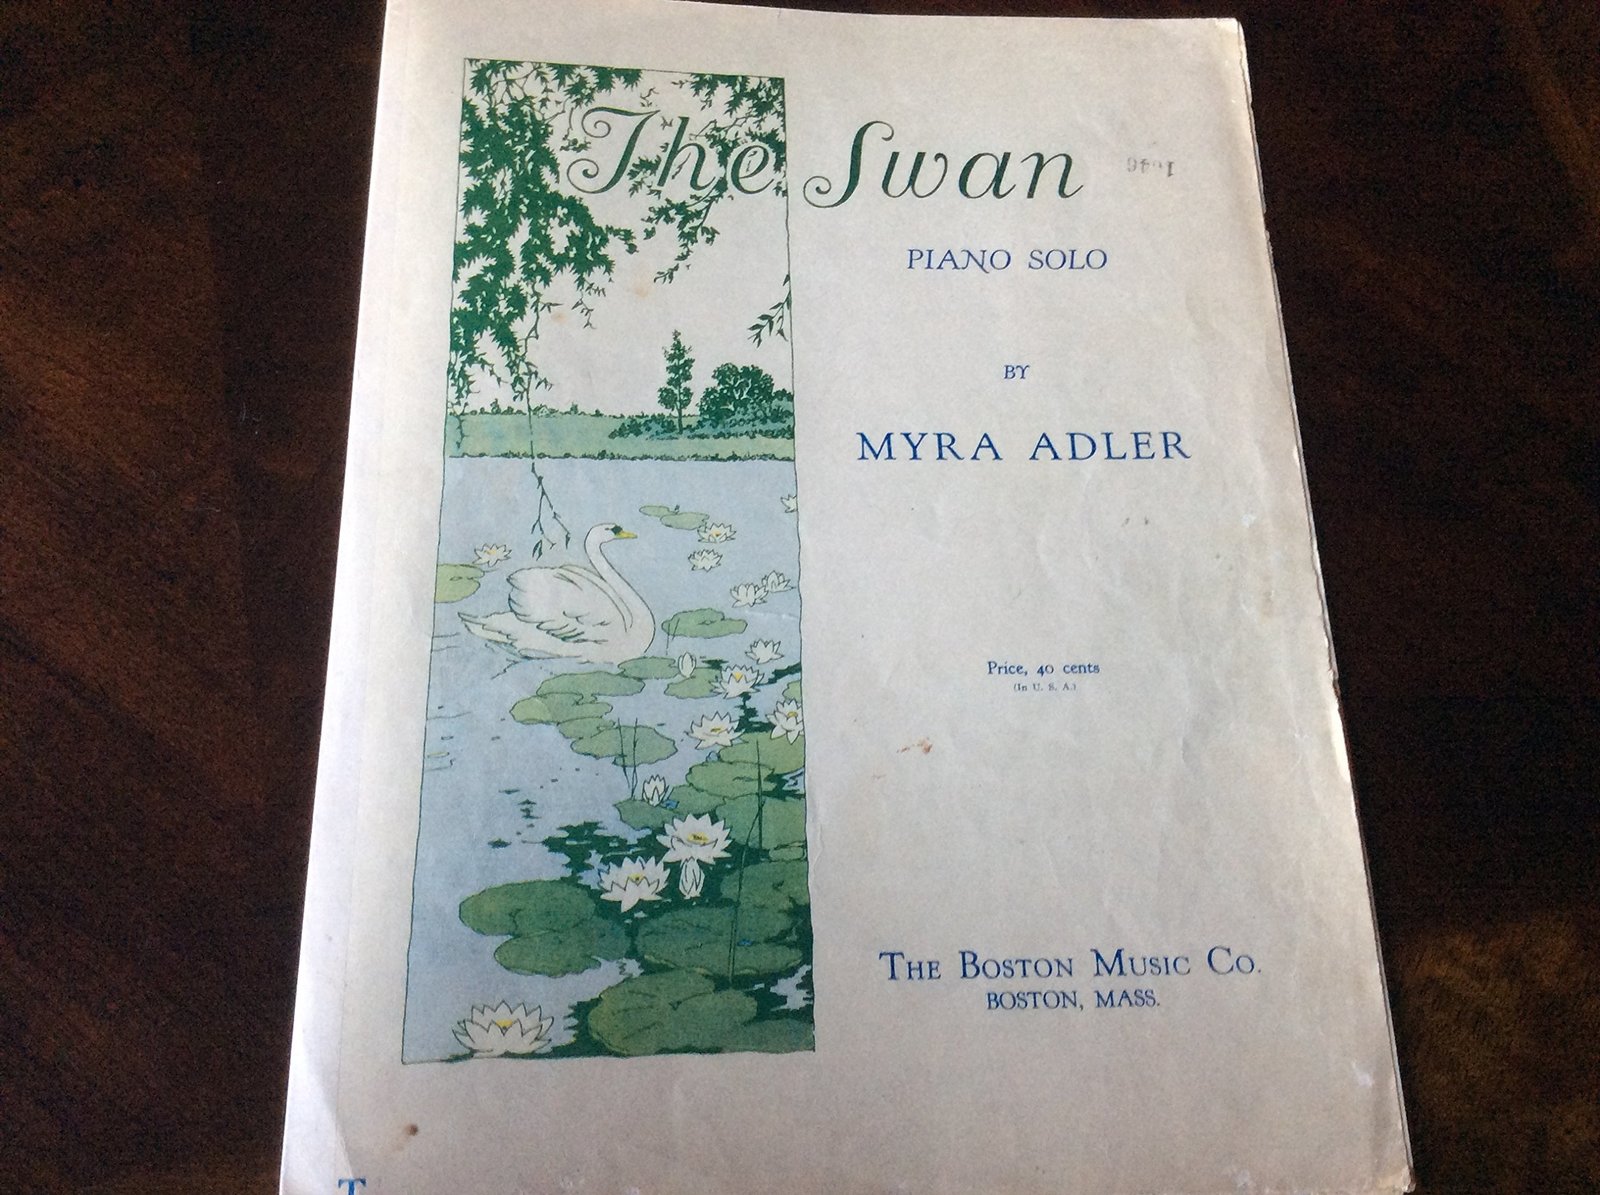 The Swan
PIANO SOLO
BY
MYRA ADLER
Price, 40 cents
(In U. S. A.)
THE BOSTON MUSIC CO.
BOSTON, MASS.
T